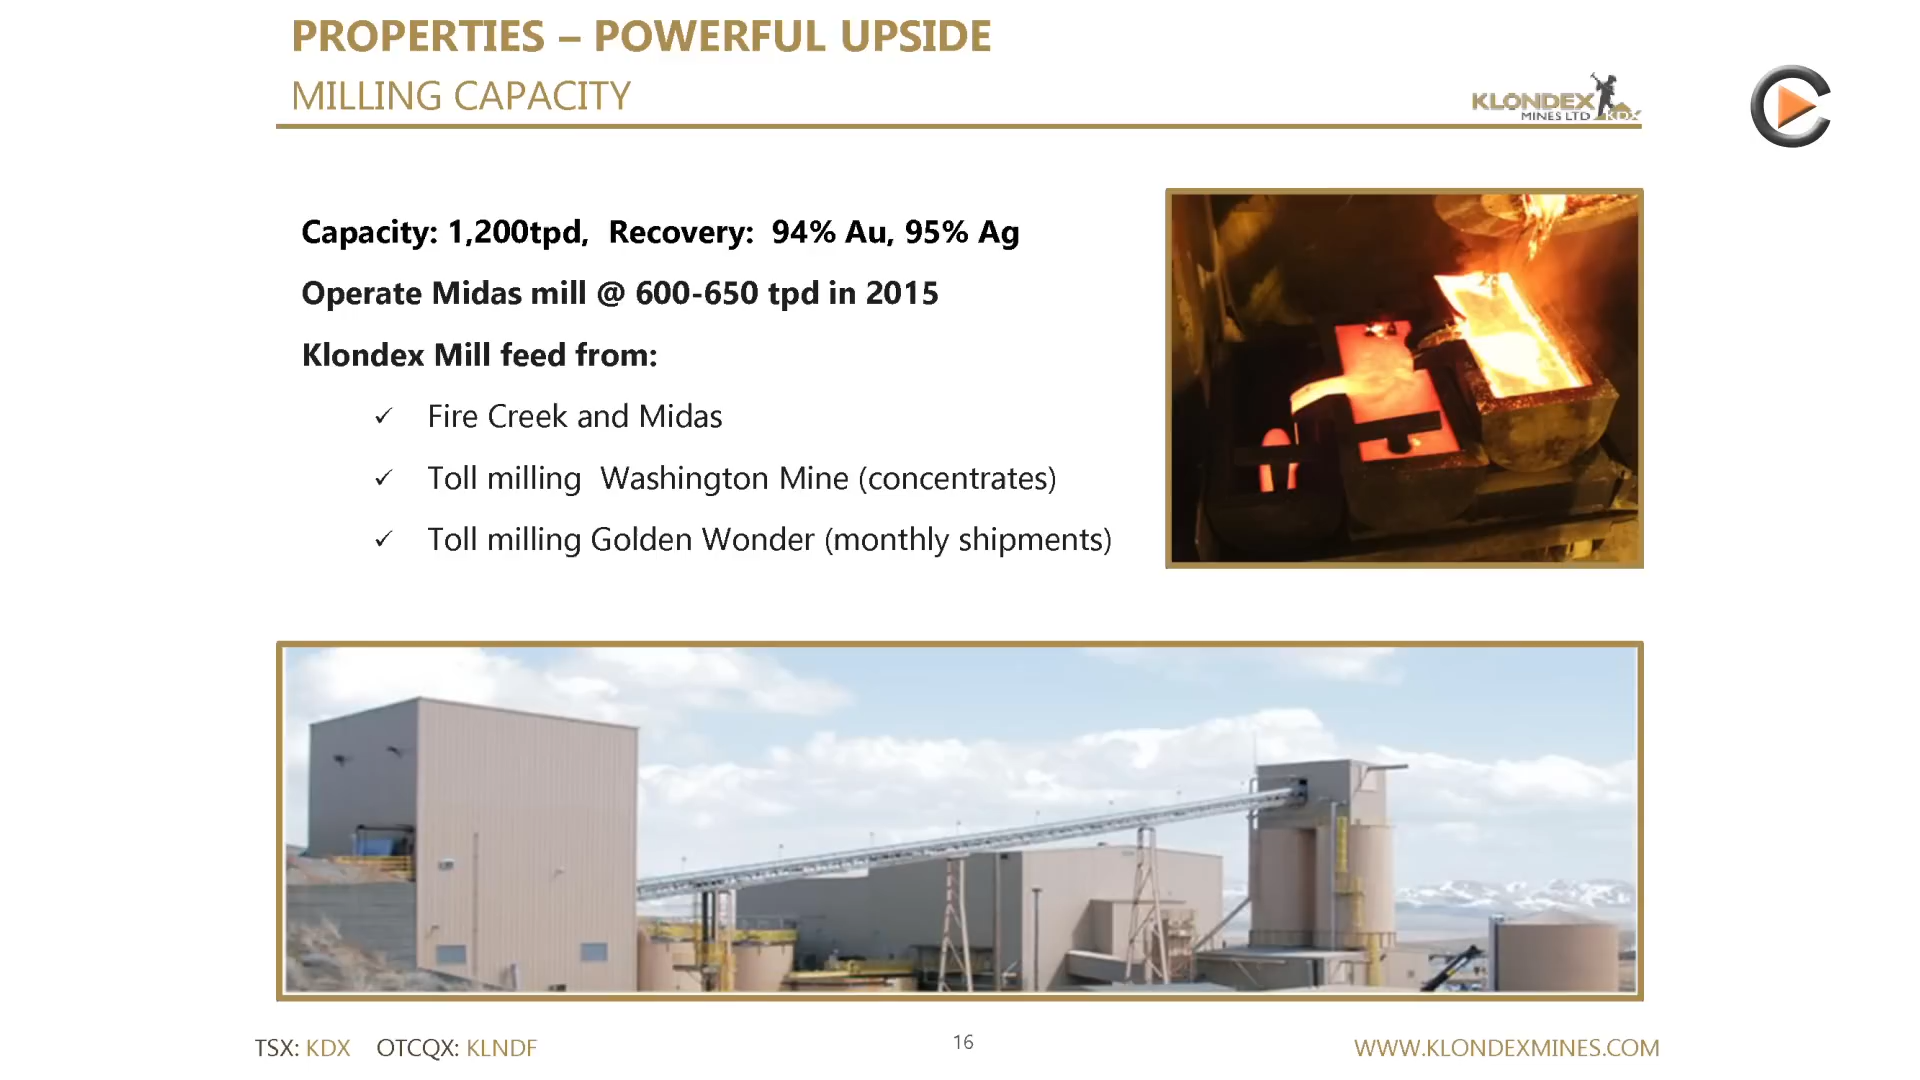 PROPERTIES – POWERFUL UPSIDE
MILLING CAPACITY
KLONDEX
MINES LTD
KDX
Capacity: 1,200tpd, Recovery: 94% Au, 95% Ag
Operate Midas mill @ 600-650 tpd in 2015
Klondex Mill feed from:
✓ Fire Creek and Midas
✓ Toll milling Washington Mine (concentrates)
✓ Toll milling Golden Wonder (monthly shipments)
TSX: KDX OTCQX: KLNDF
16
WWW.KLONDEXMINES.COM